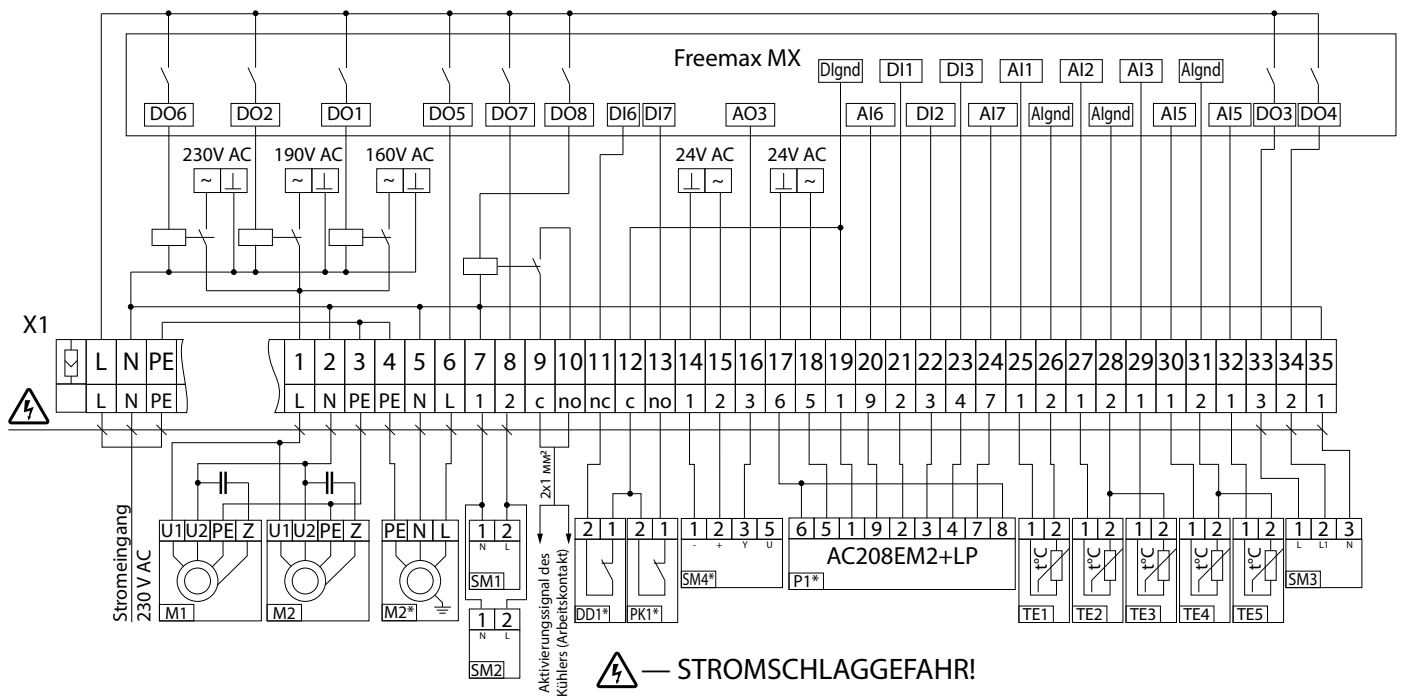 Freemax MX
DIgnd DI1 DI3 AI1 AI2 AI3 AIgnd
DO6 DO2 DO1 DO5 DO7 DO8 DI6 DI7 AO3 AI6 DI2 AI7 AIgnd AIgnd AI5 AI5 DO3 DO4
230V AC 190V AC 160V AC 24V AC 24V AC
~ ⊥ ~ ⊥ ~ ⊥ ⊥ ~ ⊥ ~
X1
L N PE 1 2 3 4 5 6 7 8 9 10 11 12 13 14 15 16 17 18 19 20 21 22 23 24 25 26 27 28 29 30 31 32 33 34 35
L N PE L N PE PE N L 1 2 c no nc c no 1 2 3 6 5 1 9 2 3 4 7 1 2 1 2 1 1 2 1 3 2 1
Stromeingang
230 V AC
U1 U2 PE Z
M1
U1 U2 PE Z
M2
PE N L
M2*
1 2
N L
SM1
1 2
N L
SM2
2x1 мм²
Aktivierungssignal des
Kühlers (Arbeitskontakt)
2 1
DD1*
2 1
PK1*
1 2 3 5
- + Y U
SM4*
6 5 1 9 2 3 4 7 8
AC208EM2+LP
P1*
1 2
t°C
TE1
1 2
t°C
TE2
1 2
t°C
TE3
1 2
t°C
TE4
1 2
t°C
TE5
1 2 3
L L1 N
SM3
— STROMSCHLAGGEFAHR!